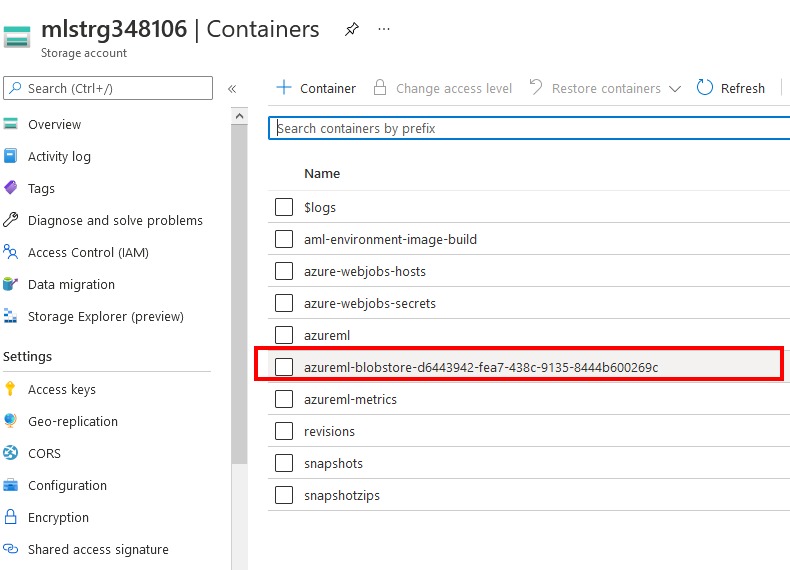 mlstrg348106 | Containers
Storage account
Search (Ctrl+/)
Overview
Activity log
Tags
Diagnose and solve problems
Access Control (IAM)
Data migration
Storage Explorer (preview)
Settings
Access keys
Geo-replication
CORS
Configuration
Encryption
Shared access signature
Container
Change access level
Restore containers
Refresh
Search containers by prefix
Name
$logs
aml-environment-image-build
azure-webjobs-hosts
azure-webjobs-secrets
azureml
azureml-blobstore-d6443942-fea7-438c-9135-8444b600269c
azureml-metrics
revisions
snapshots
snapshotzips